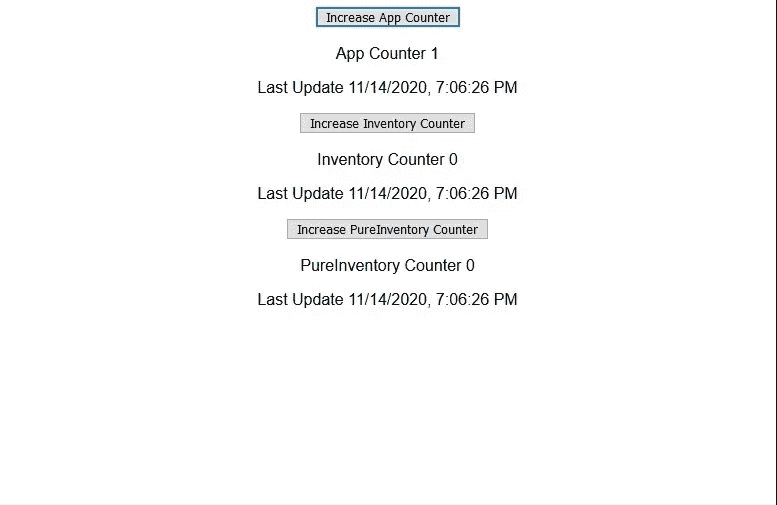 Increase App Counter
App Counter 1
Last Update 11/14/2020, 7:06:26 PM
Increase Inventory Counter
Inventory Counter 0
Last Update 11/14/2020, 7:06:26 PM
Increase PureInventory Counter
PureInventory Counter 0
Last Update 11/14/2020, 7:06:26 PM